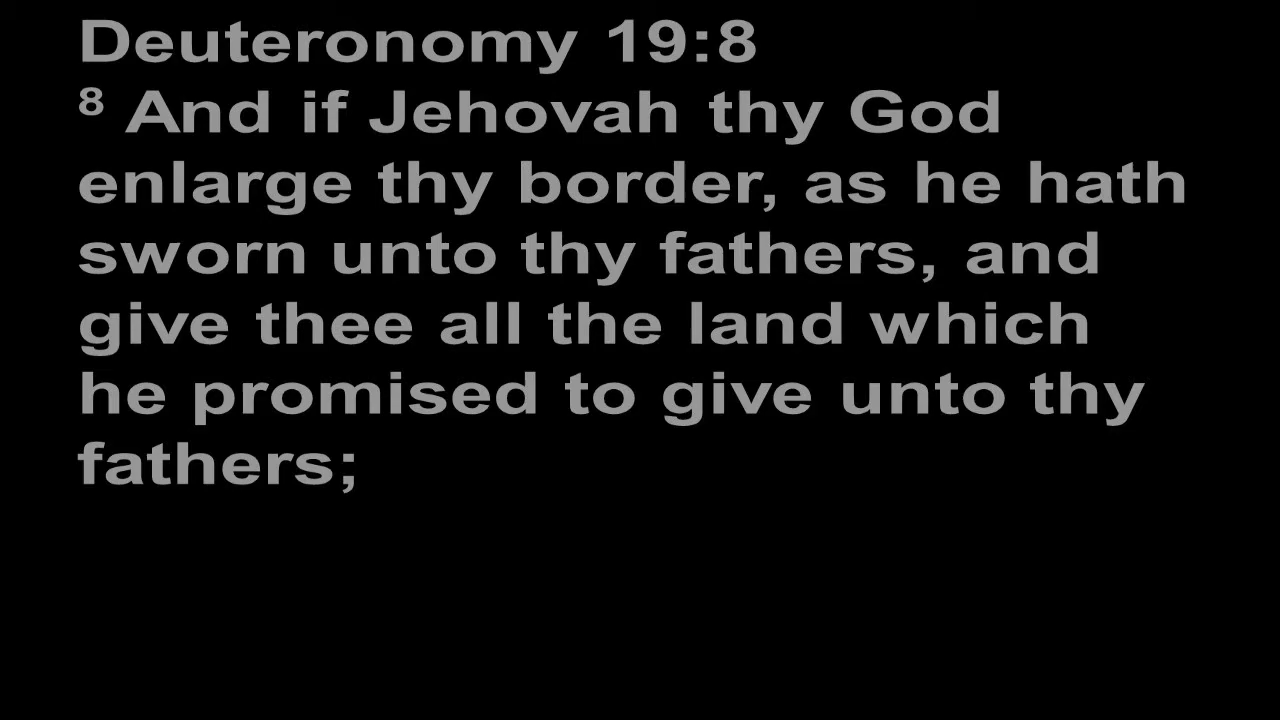 Deuteronomy 19:8
8 And if Jehovah thy God
enlarge thy border, as he hath
sworn unto thy fathers, and
give thee all the land which
he promised to give unto thy
fathers;